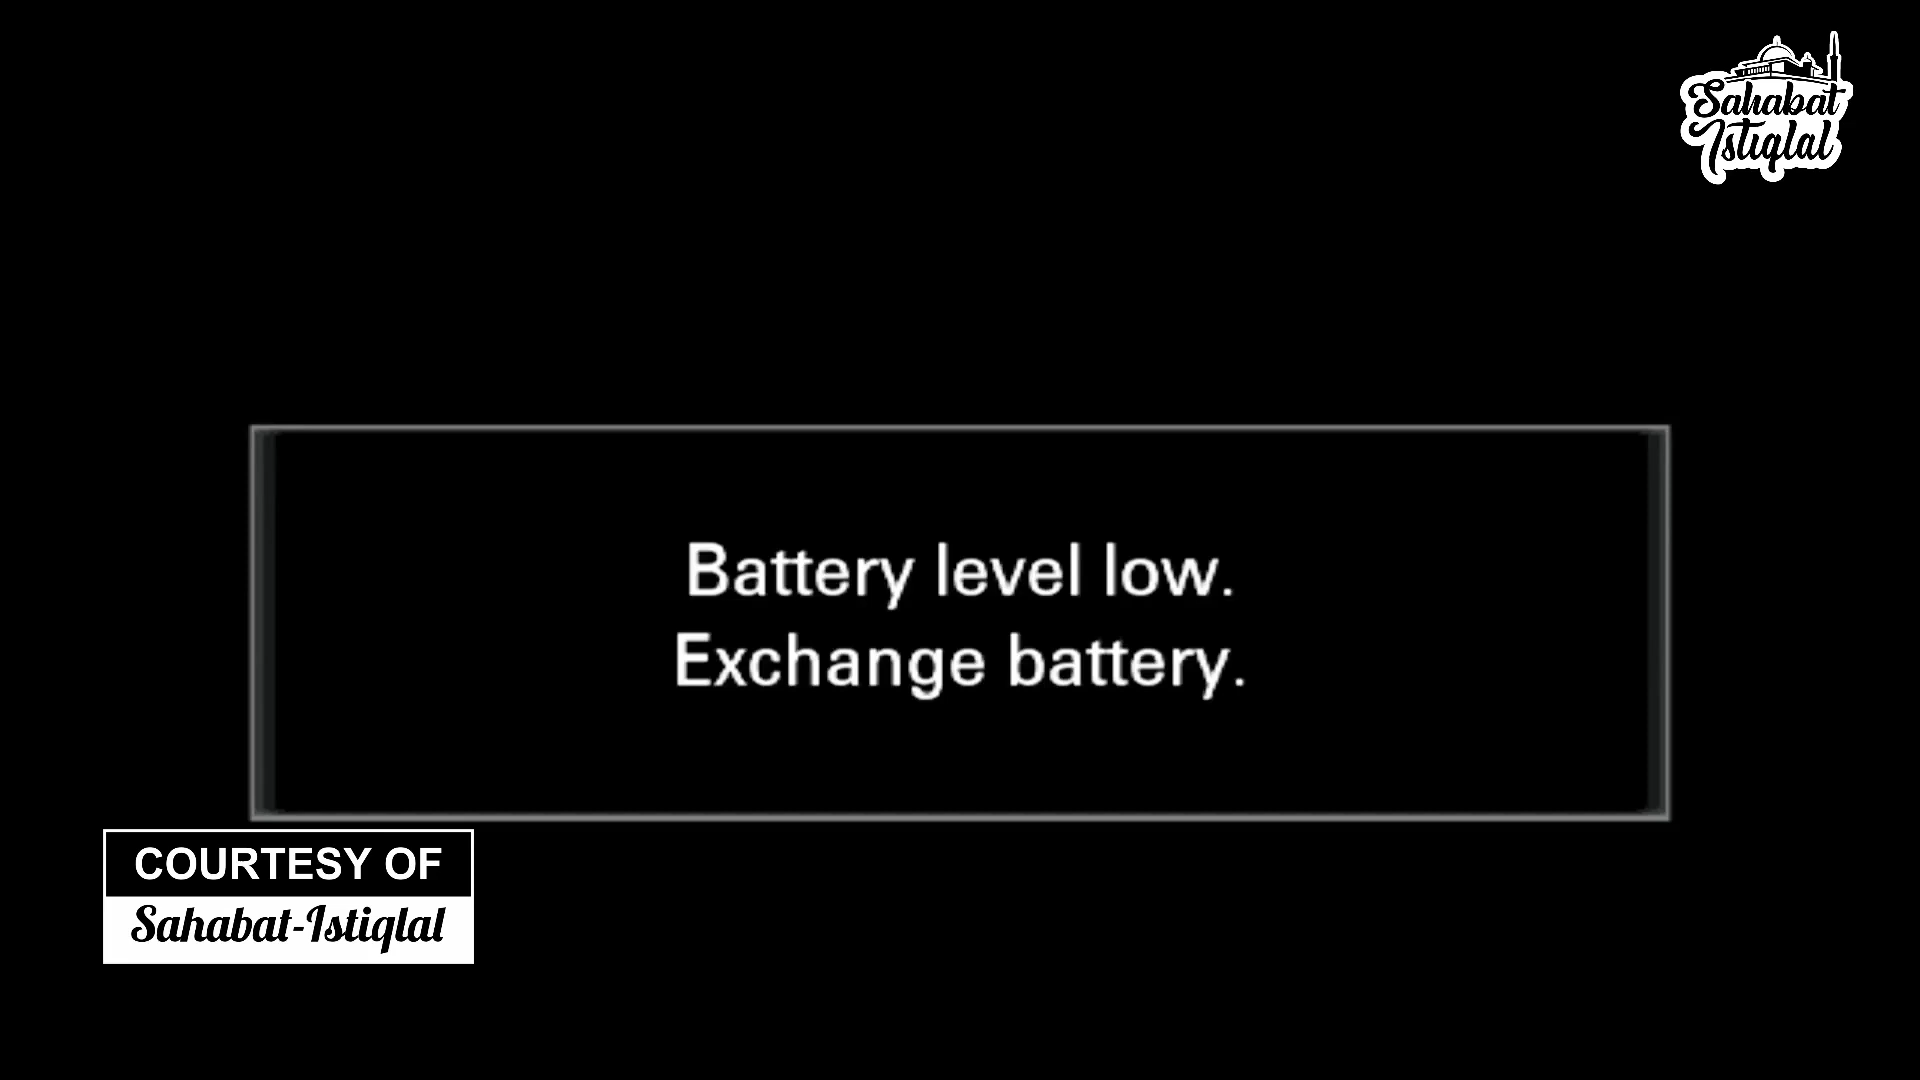 Sahabat
Istiqlal
Battery level low.
Exchange battery.
COURTESY OF
Sahabat-Istiqlal